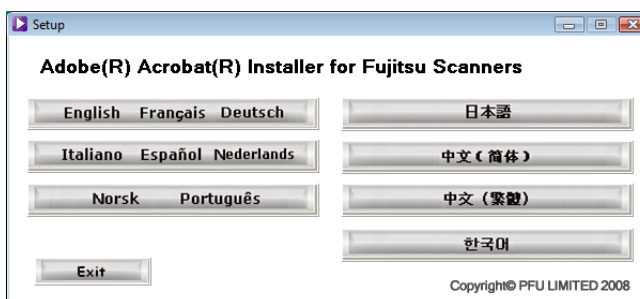 Setup
Adobe(R) Acrobat(R) Installer for Fujitsu Scanners
English Français Deutsch
日本語
Italiano Español Nederlands
中文(简体)
Norsk Português
中文 (繁體)
한국어
Exit
Copyright© PFU LIMITED 2008